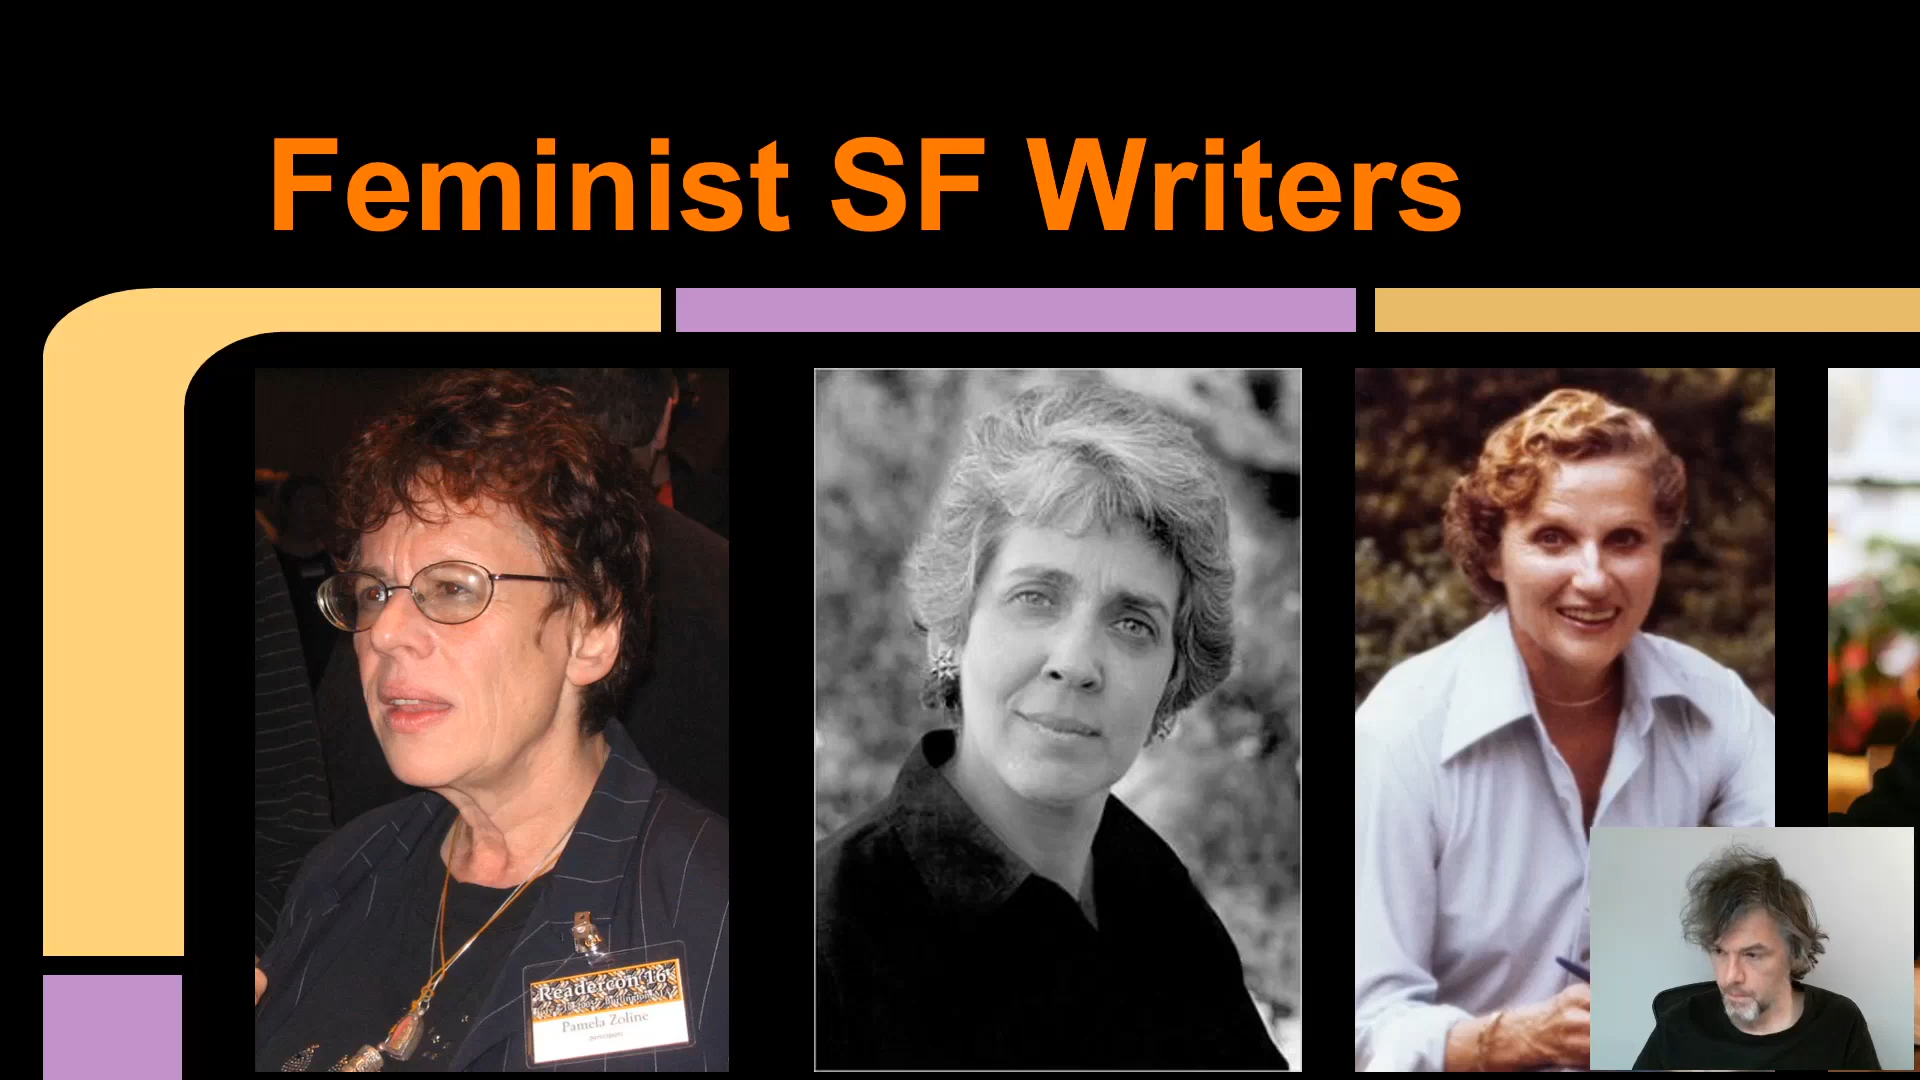 Feminist SF Writers
Readercon 16
Pamela Zoline